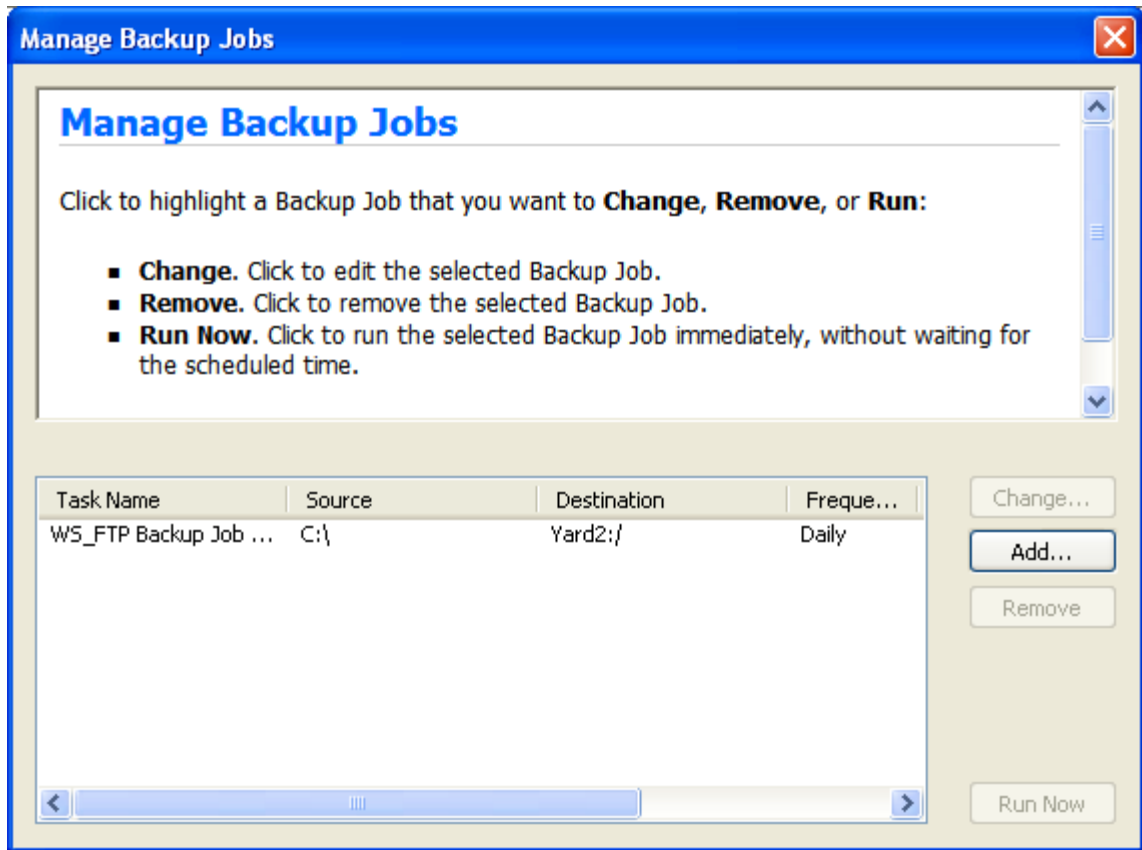 Manage Backup Jobs
Manage Backup Jobs
Click to highlight a Backup Job that you want to Change, Remove, or Run:
▪ Change. Click to edit the selected Backup Job.
▪ Remove. Click to remove the selected Backup Job.
▪ Run Now. Click to run the selected Backup Job immediately, without waiting for
the scheduled time.
Task Name Source Destination Freque...
WS_FTP Backup Job ... C:\ Yard2:/ Daily
Change...
Add...
Remove
Run Now